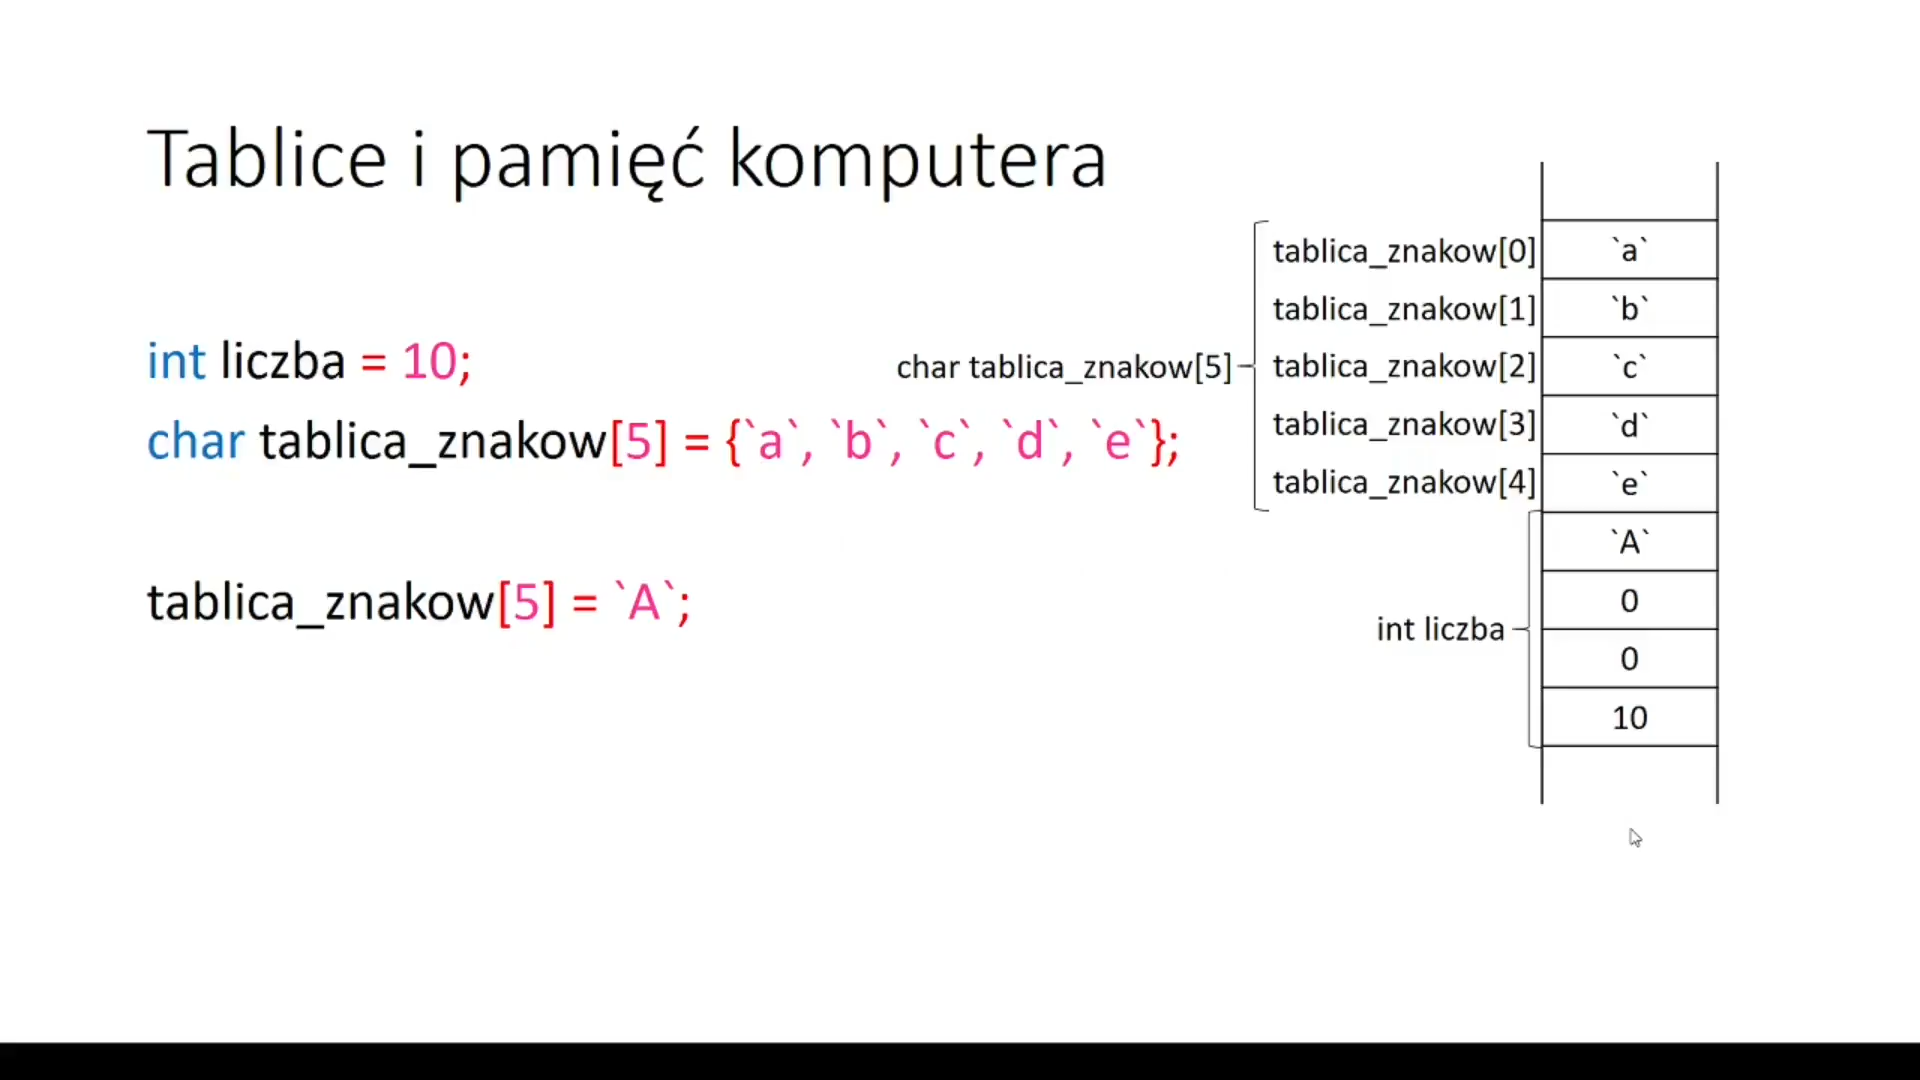 Tablice i pamięć komputera
int liczba = 10;
char tablica_znakow[5] = {`a`, `b`, `c`, `d`, `e`};
tablica_znakow[5] = `A`;
char tablica_znakow[5]
tablica_znakow[0] `a`
tablica_znakow[1] `b`
tablica_znakow[2] `c`
tablica_znakow[3] `d`
tablica_znakow[4] `e`
`A`
0
int liczba
0
10